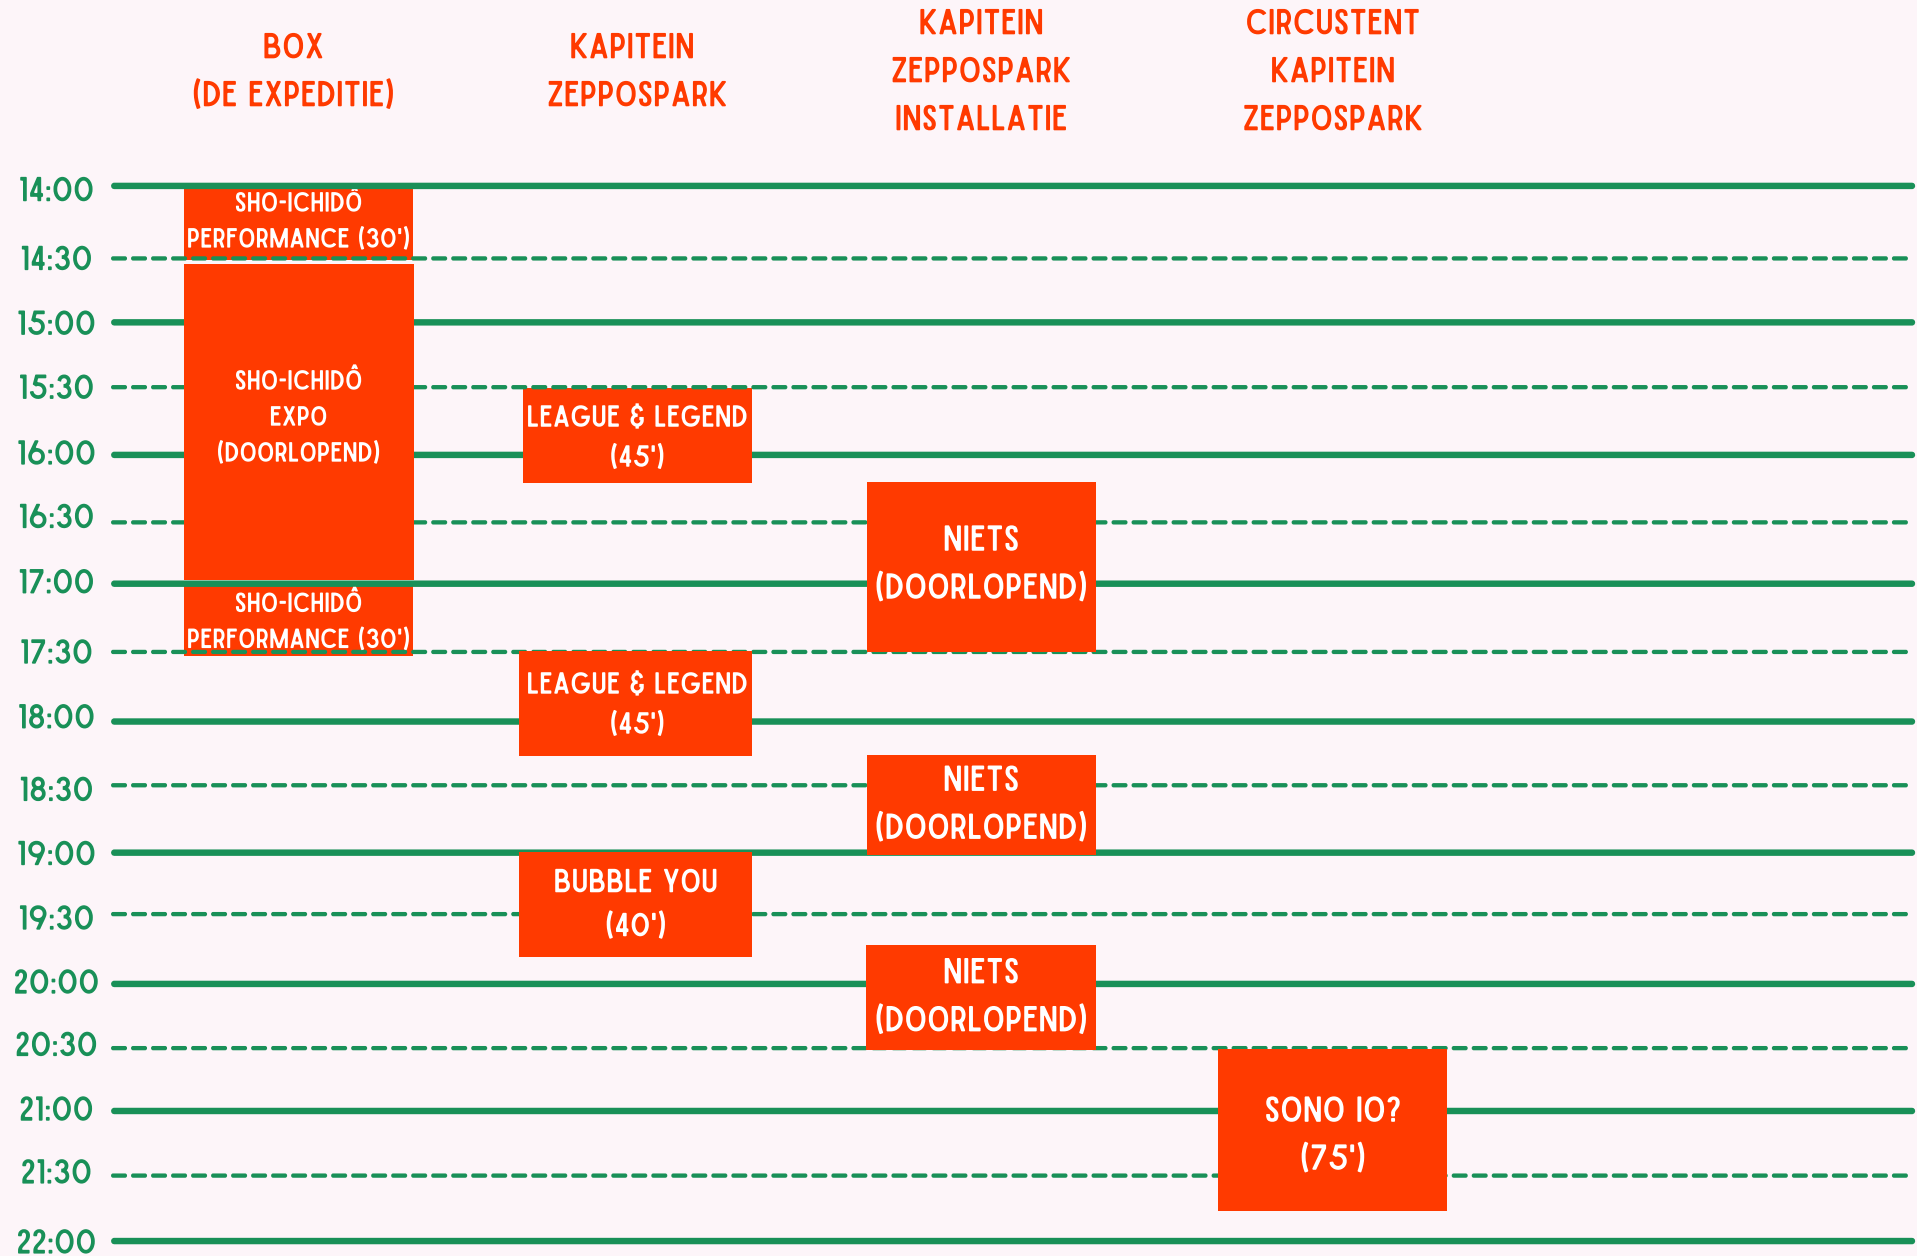 BOX
(DE EXPEDITIE)
KAPITEIN
ZEPPOSPARK
KAPITEIN
ZEPPOSPARK
INSTALLATIE
CIRCUSTENT
KAPITEIN
ZEPPOSPARK
14:00
SHO-ICHIDÔ
PERFORMANCE (30')
14:30
15:00
15:30
SHO-ICHIDÔ
EXPO
(DOORLOPEND)
LEAGUE & LEGEND
(45')
16:00
16:30
NIETS
(DOORLOPEND)
17:00
SHO-ICHIDÔ
PERFORMANCE (30')
17:30
LEAGUE & LEGEND
(45')
18:00
18:30
NIETS
(DOORLOPEND)
19:00
BUBBLE YOU
(40')
19:30
20:00
NIETS
(DOORLOPEND)
20:30
21:00
SONO IO?
(75')
21:30
22:00